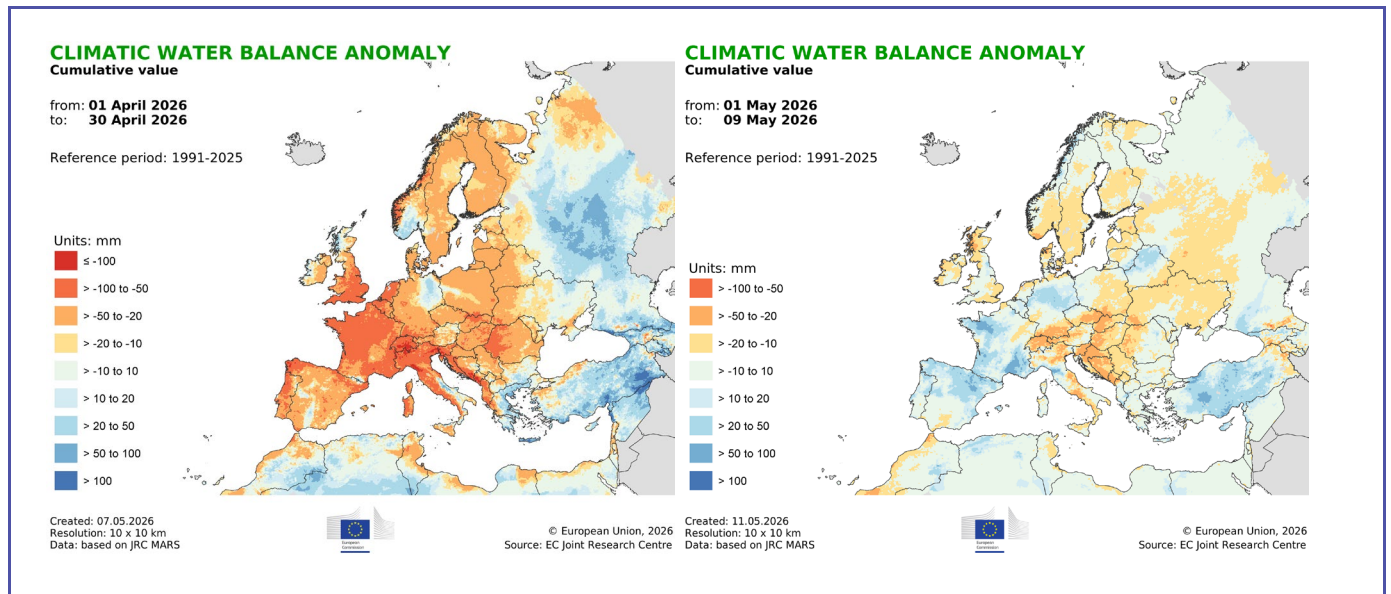 CLIMATIC WATER BALANCE ANOMALY
Cumulative value
from: 01 April 2026
to: 30 April 2026
Reference period: 1991-2025
Units: mm
≤ -100
> -100 to -50
> -50 to -20
> -20 to -10
> -10 to 10
> 10 to 20
> 20 to 50
> 50 to 100
> 100
Created: 07.05.2026
Resolution: 10 x 10 km
Data: based on JRC MARS
European
Commission
© European Union, 2026
Source: EC Joint Research Centre
CLIMATIC WATER BALANCE ANOMALY
Cumulative value
from: 01 May 2026
to: 09 May 2026
Reference period: 1991-2025
Units: mm
> -100 to -50
> -50 to -20
> -20 to -10
> -10 to 10
> 10 to 20
> 20 to 50
> 50 to 100
> 100
Created: 11.05.2026
Resolution: 10 x 10 km
Data: based on JRC MARS
European
Commission
© European Union, 2026
Source: EC Joint Research Centre